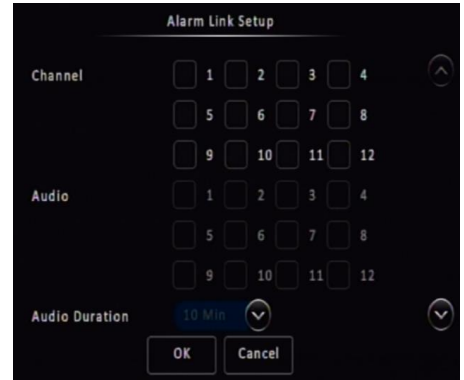 Alarm Link Setup
Channel 1 2 3 4
5 6 7 8
9 10 11 12
Audio 1 2 3 4
5 6 7 8
9 10 11 12
Audio Duration 10 Min
OK Cancel